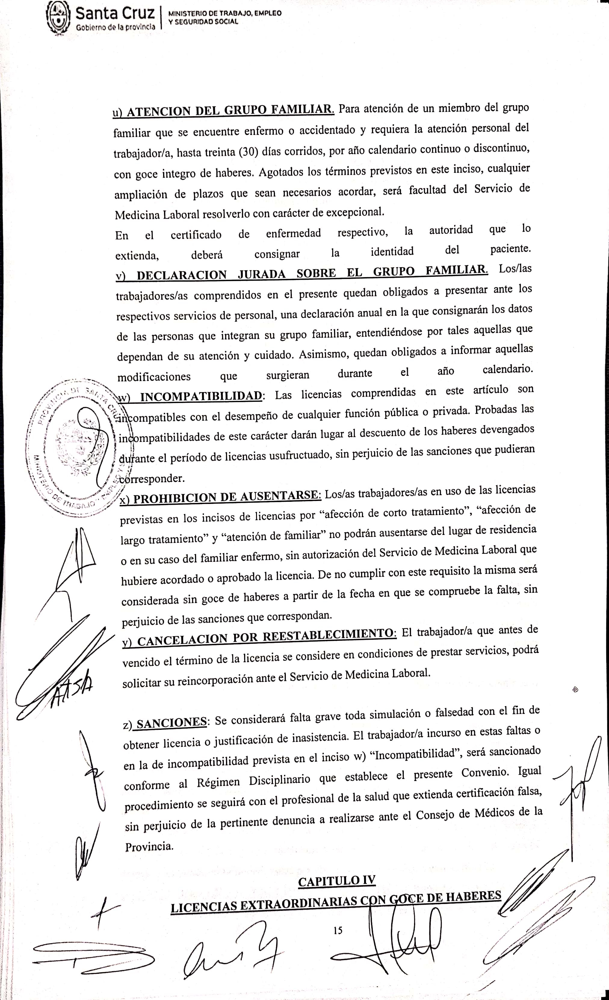 Santa Cruz
Gobierno de la provincia
MINISTERIO DE TRABAJO, EMPLEO
Y SEGURIDAD SOCIAL
u) ATENCION DEL GRUPO FAMILIAR. Para atención de un miembro del grupo
familiar que se encuentre enfermo o accidentado y requiera la atención personal del
trabajador/a, hasta treinta (30) días corridos, por año calendario continuo o discontinuo,
con goce integro de haberes. Agotados los términos previstos en este inciso, cualquier
ampliación de plazos que sean necesarios acordar, será facultad del Servicio de
Medicina Laboral resolverlo con carácter de excepcional.
En el certificado de enfermedad respectivo, la autoridad que lo
extienda, deberá consignar la identidad del paciente.
v) DECLARACION JURADA SOBRE EL GRUPO FAMILIAR. Los/las
trabajadores/as comprendidos en el presente quedan obligados a presentar ante los
respectivos servicios de personal, una declaración anual en la que consignarán los datos
de las personas que integran su grupo familiar, entendiéndose por tales aquellas que
dependan de su atención y cuidado. Asimismo, quedan obligados a informar aquellas
modificaciones que surgieran durante el año calendario.
w) INCOMPATIBILIDAD: Las licencias comprendidas en este artículo son
incompatibles con el desempeño de cualquier función pública o privada. Probadas las
incompatibilidades de este carácter darán lugar al descuento de los haberes devengados
durante el período de licencias usufructuado, sin perjuicio de las sanciones que pudieran
corresponder.
x) PROHIBICION DE AUSENTARSE: Los/as trabajadores/as en uso de las licencias
previstas en los incisos de licencias por “afección de corto tratamiento”, “afección de
largo tratamiento” y “atención de familiar” no podrán ausentarse del lugar de residencia
o en su caso del familiar enfermo, sin autorización del Servicio de Medicina Laboral que
hubiere acordado o aprobado la licencia. De no cumplir con este requisito la misma será
considerada sin goce de haberes a partir de la fecha en que se compruebe la falta, sin
perjuicio de las sanciones que correspondan.
y) CANCELACION POR REESTABLECIMIENTO: El trabajador/a que antes de
vencido el término de la licencia se considere en condiciones de prestar servicios, podrá
solicitar su reincorporación ante el Servicio de Medicina Laboral.
z) SANCIONES: Se considerará falta grave toda simulación o falsedad con el fin de
obtener licencia o justificación de inasistencia. El trabajador/a incurso en estas faltas o
en la de incompatibilidad prevista en el inciso w) “Incompatibilidad”, será sancionado
conforme al Régimen Disciplinario que establece el presente Convenio. Igual
procedimiento se seguirá con el profesional de la salud que extienda certificación falsa,
sin perjuicio de la pertinente denuncia a realizarse ante el Consejo de Médicos de la
Provincia.
CAPITULO IV
LICENCIAS EXTRAORDINARIAS CON GOCE DE HABERES
15
PROVINCIA DE SANTA CRUZ
MINISTERIO DE TRABAJO
ATSA